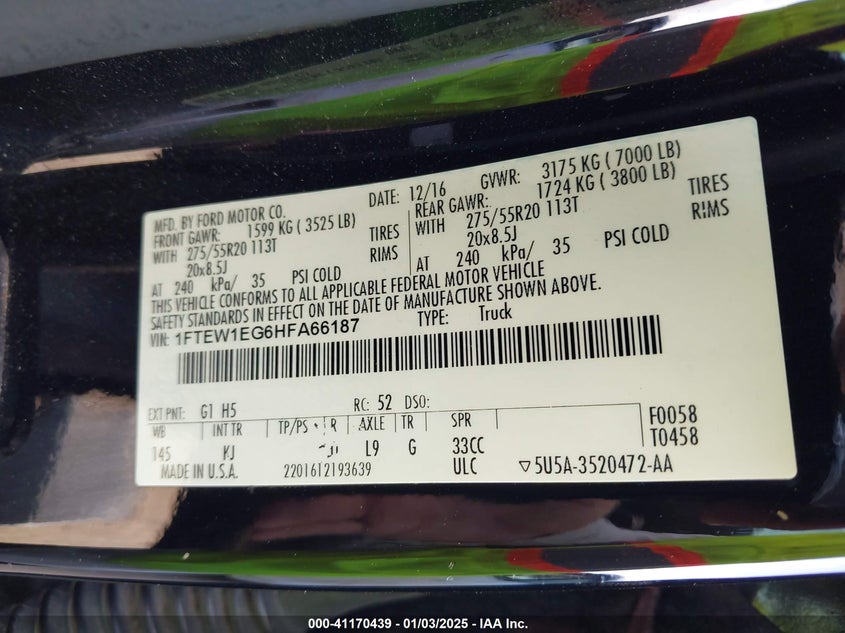 MFD. BY FORD MOTOR CO. DATE: 12/16 GVWR: 3175 KG ( 7000 LB)
FRONT GAWR: 1599 KG ( 3525 LB) REAR GAWR: 1724 KG ( 3800 LB)
WITH 275/55R20 113T TIRES WITH 275/55R20 113T TIRES
20x8.5J RIMS 20x8.5J RIMS
AT 240 kPa/ 35 PSI COLD AT 240 kPa/ 35 PSI COLD
THIS VEHICLE CONFORMS TO ALL APPLICABLE FEDERAL MOTOR VEHICLE
SAFETY STANDARDS IN EFFECT ON THE DATE OF MANUFACTURE SHOWN ABOVE.
VIN: 1FTEW1EG6HFA66187 TYPE: Truck
EXT PNT: G1 H5 RC: 52 DSO:
WB INT TR TP/PS R AXLE TR SPR F0058
145 KJ L9 G 33CC T0458
MADE IN U.S.A. 2201612193639 ULC ▽5U5A-3520472-AA
000-41170439 - 01/03/2025 - IAA Inc.